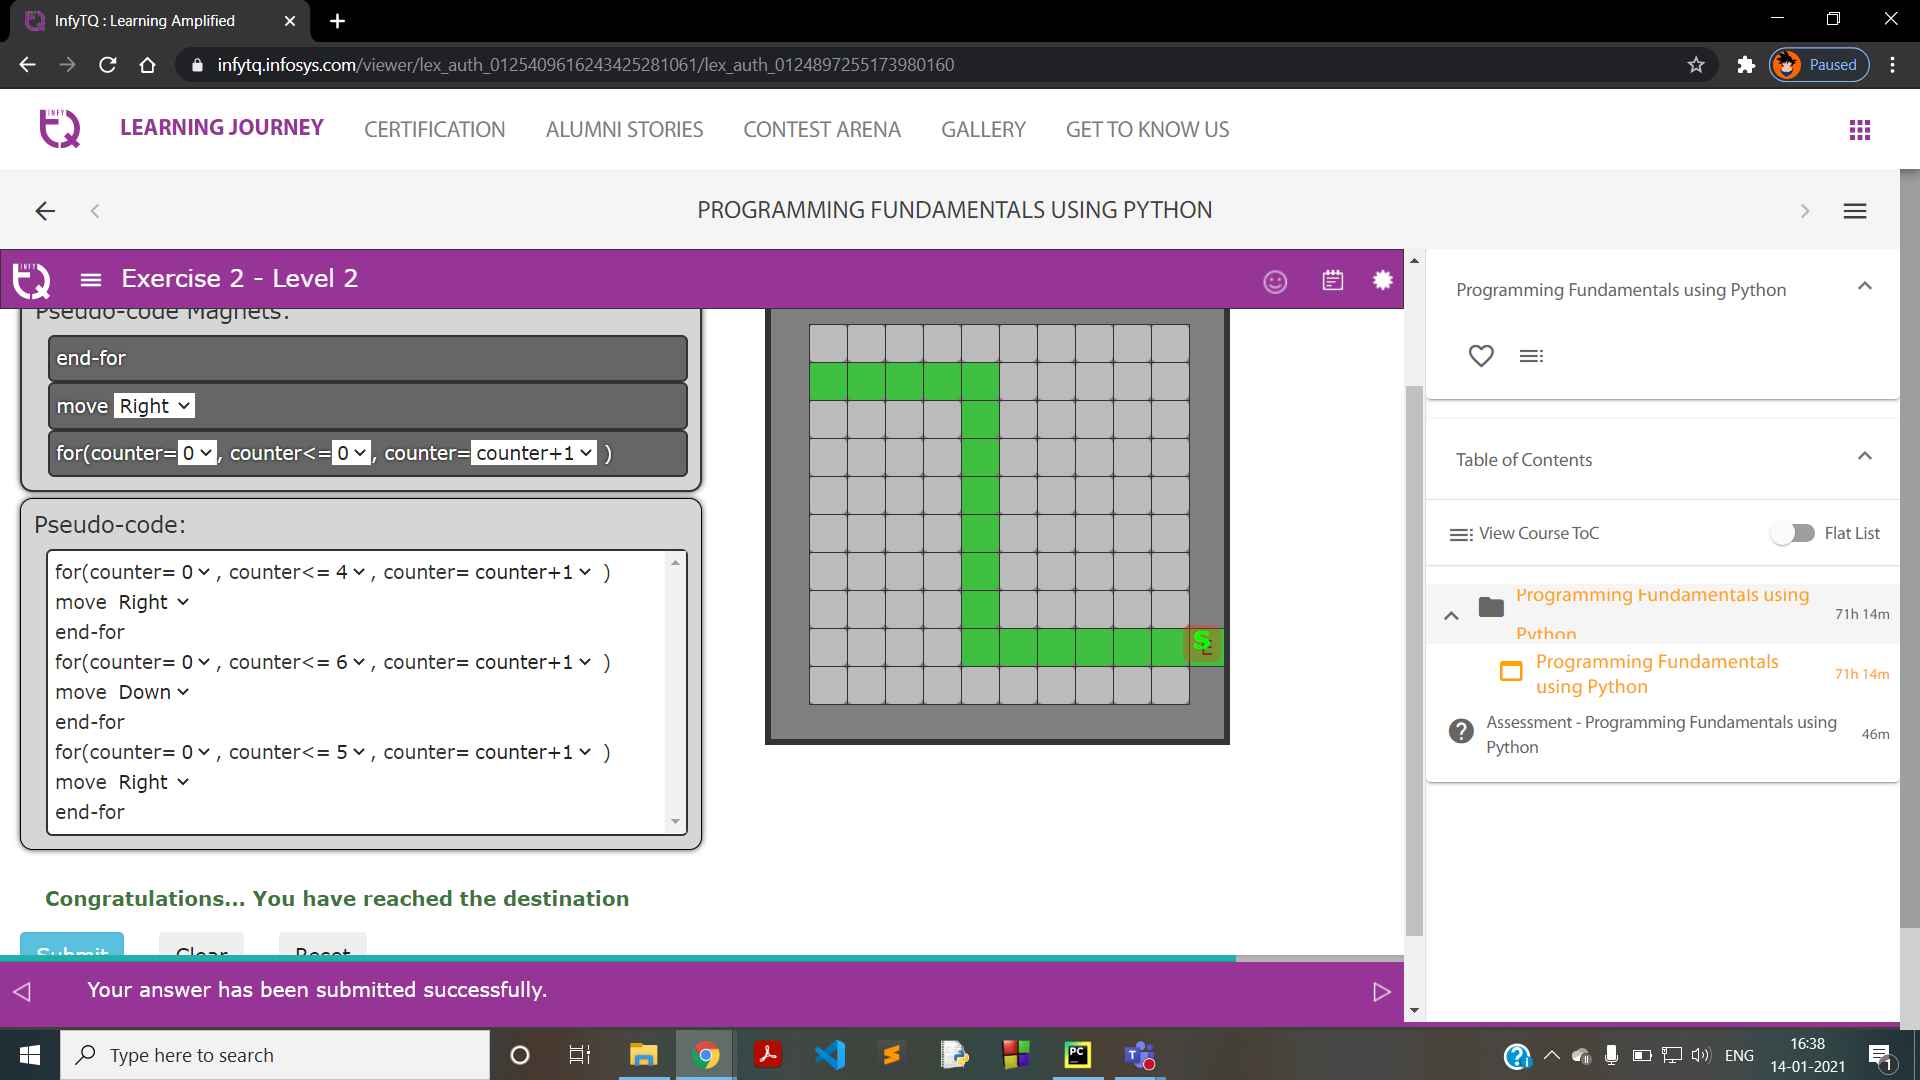 InfyTQ : Learning Amplified
infytq.infosys.com/viewer/lex_auth_0125409616243425281061/lex_auth_0124897255173980160
Paused
INFY TQ
LEARNING JOURNEY
CERTIFICATION
ALUMNI STORIES
CONTEST ARENA
GALLERY
GET TO KNOW US
PROGRAMMING FUNDAMENTALS USING PYTHON
Exercise 2 - Level 2
Pseudo-code Magnets:
end-for
move Right
for(counter= 0 , counter<= 0 , counter= counter+1 )
Pseudo-code:
for(counter= 0 , counter<= 4 , counter= counter+1 )
move Right
end-for
for(counter= 0 , counter<= 6 , counter= counter+1 )
move Down
end-for
for(counter= 0 , counter<= 5 , counter= counter+1 )
move Right
end-for
S
E
Congratulations... You have reached the destination
Submit
Clear
Reset
Your answer has been submitted successfully.
Programming Fundamentals using Python
Table of Contents
View Course ToC
Flat List
Programming Fundamentals using
Python
71h 14m
Programming Fundamentals
using Python
71h 14m
Assessment - Programming Fundamentals using
Python
46m
Type here to search
PC
ENG
16:38
14-01-2021
1